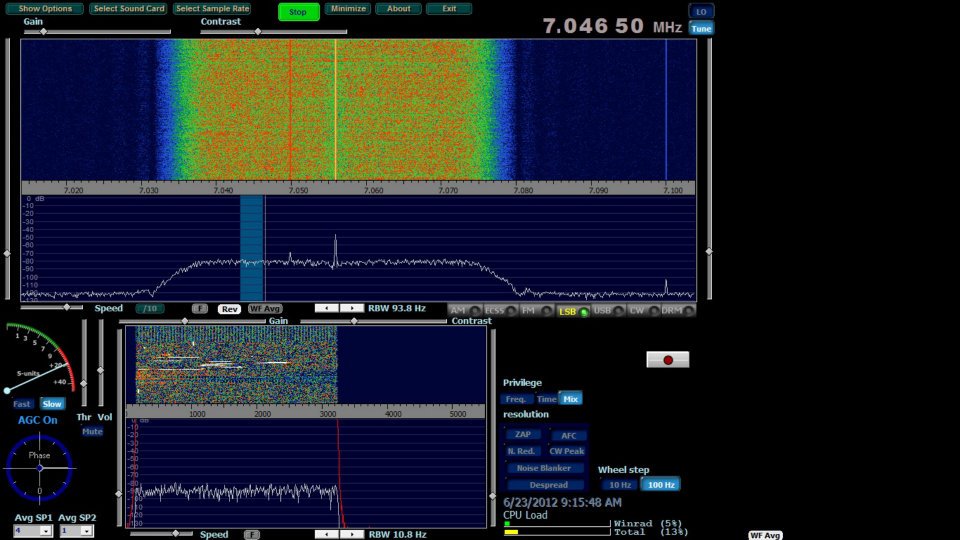 Show Options Select Sound Card Select Sample Rate Stop Minimize About Exit
Gain Contrast
7.046 50 MHz
LO
Tune
7.020 7.030 7.040 7.050 7.060 7.070 7.080 7.090 7.100
0 dB
-10
-20
-30
-40
-50
-60
-70
-80
-90
-100
-110
Speed /10 F Rev WF Avg RBW 93.8 Hz
AM ECSS FM LSB USB CW DRM
Gain Contrast
1 3 5 7 9 +20 +40
S-units
Fast Slow
AGC On
Thr Vol
Mute
Phase
0
Avg SP1 Avg SP2
4 1
0 1000 2000 3000 4000 5000
dB
-10
-20
-30
-40
-50
-60
-70
-80
-90
-100
-110
-120
Speed F RBW 10.8 Hz
Privilege
Freq. Time Mix
resolution
ZAP AFC
N. Red. CW Peak
Noise Blanker
Despread
Wheel step
10 Hz 100 Hz
6/23/2012 9:15:48 AM
CPU Load
Winrad (5%)
Total (13%)
WF Avg